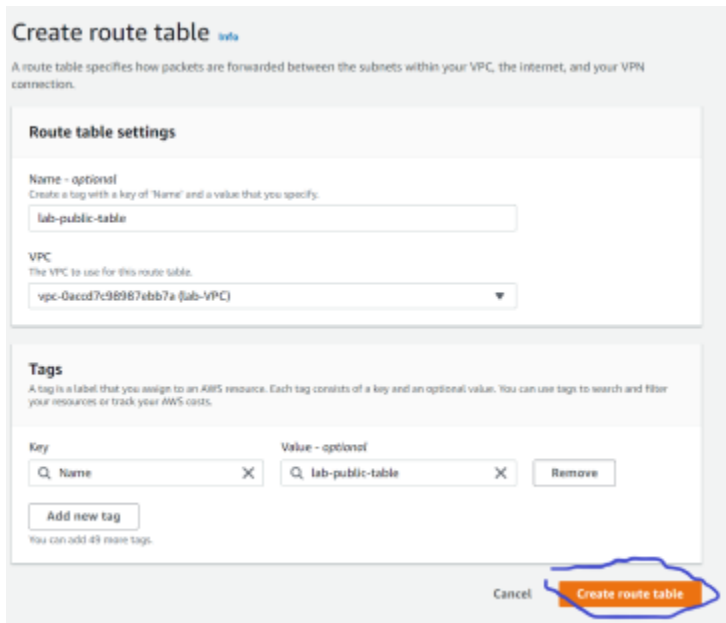 Create route table Info
A route table specifies how packets are forwarded between the subnets within your VPC, the internet, and your VPN
connection.
Route table settings
Name - optional
Create a tag with a key of 'Name' and a value that you specify.
lab-public-table
VPC
The VPC to use for this route table.
vpc-0accd7c98987ebb7a (lab-VPC)
Tags
A tag is a label that you assign to an AWS resource. Each tag consists of a key and an optional value. You can use tags to search and filter
your resources or track your AWS costs.
Key Value - optional
Name lab-public-table Remove
Add new tag
You can add 49 more tags.
Cancel Create route table